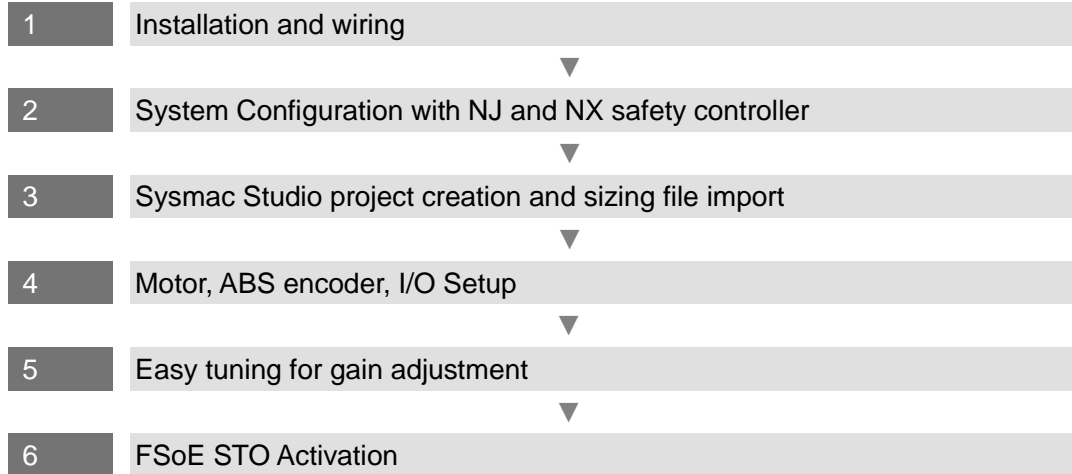 1 Installation and wiring
2 System Configuration with NJ and NX safety controller
3 Sysmac Studio project creation and sizing file import
4 Motor, ABS encoder, I/O Setup
5 Easy tuning for gain adjustment
6 FSoE STO Activation